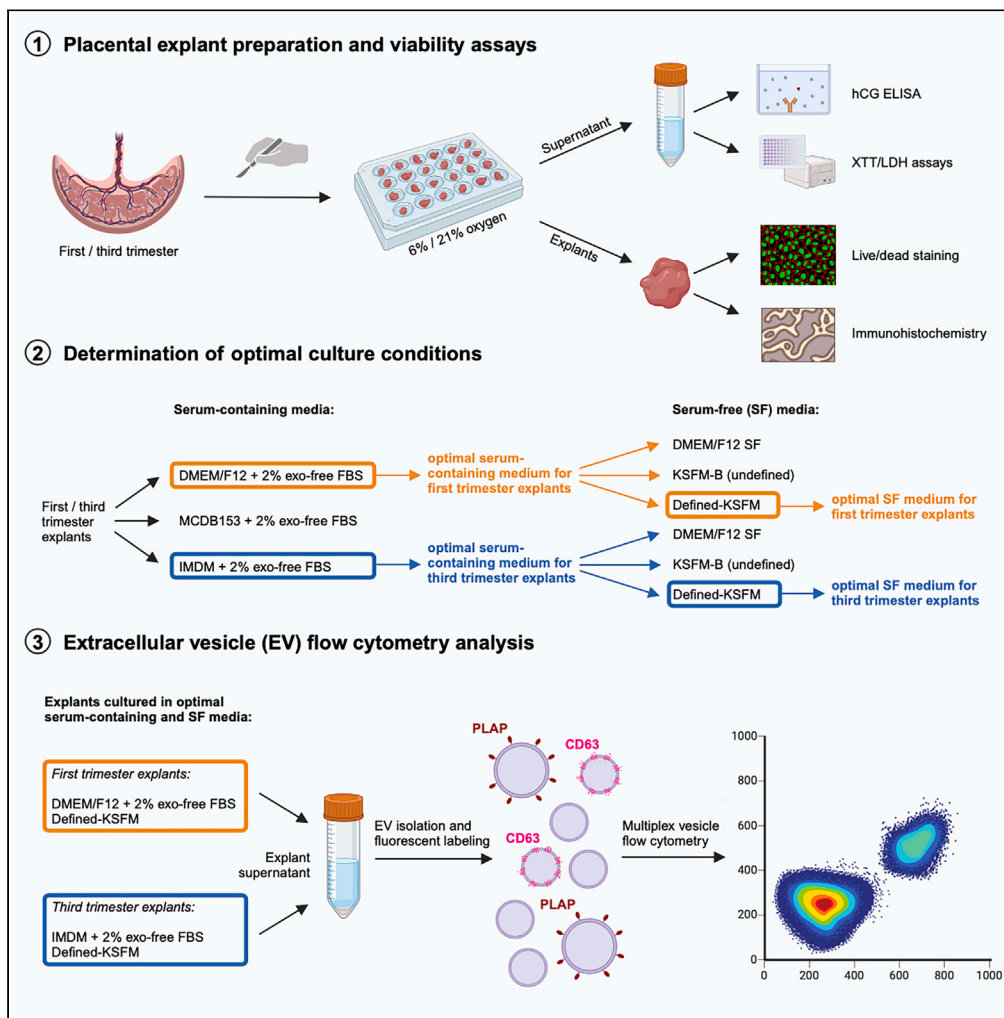 ① Placental explant preparation and viability assays
First / third trimester
6% / 21% oxygen
Supernatant
Explants
hCG ELISA
XTT/LDH assays
Live/dead staining
Immunohistochemistry
② Determination of optimal culture conditions
Serum-containing media:
First / third
trimester
explants
DMEM/F12 + 2% exo-free FBS
MCDB153 + 2% exo-free FBS
IMDM + 2% exo-free FBS
optimal serum-
containing medium for
first trimester explants
optimal serum-
containing medium for
third trimester explants
Serum-free (SF) media:
DMEM/F12 SF
KSFM-B (undefined)
Defined-KSFM
optimal SF medium for
first trimester explants
DMEM/F12 SF
KSFM-B (undefined)
Defined-KSFM
optimal SF medium for
third trimester explants
③ Extracellular vesicle (EV) flow cytometry analysis
Explants cultured in optimal
serum-containing and SF media:
First trimester explants:
DMEM/F12 + 2% exo-free FBS
Defined-KSFM
Third trimester explants:
IMDM + 2% exo-free FBS
Defined-KSFM
Explant
supernatant
EV isolation and
fluorescent labeling
PLAP
CD63
CD63
PLAP
Multiplex vesicle
flow cytometry
1000
800
600
400
200
0
0 200 400 600 800 1000